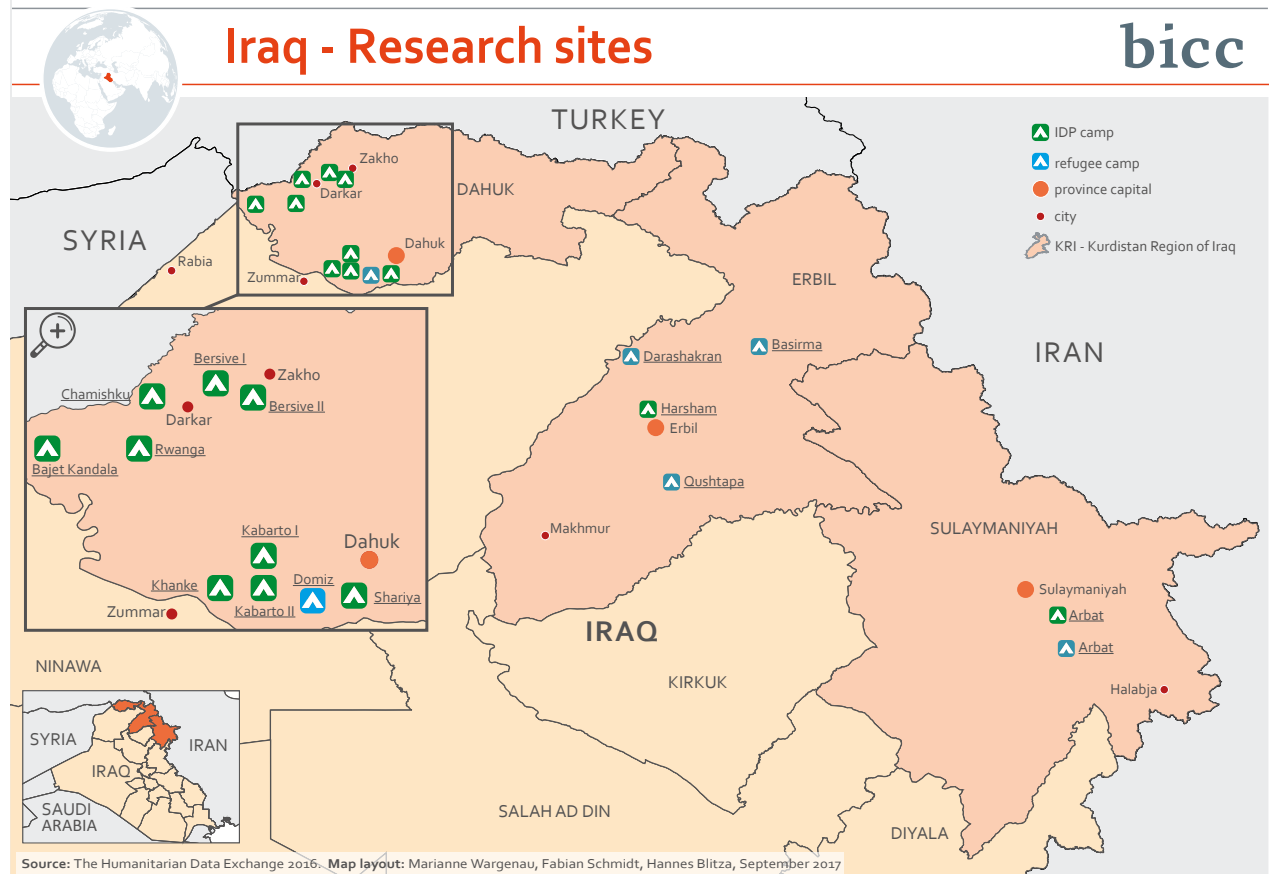 Iraq - Research sites
bicc
TURKEY
SYRIA
IRAN
IRAQ
IDP camp
refugee camp
province capital
city
KRI - Kurdistan Region of Iraq
Zakho
Darkar
DAHUK
Dahuk
Rabia
Zummar
ERBIL
Darashakran
Basirma
Harsham
Erbil
Qushtapa
Makhmur
SULAYMANIYAH
Sulaymaniyah
Arbat
Arbat
Halabja
KIRKUK
SALAH AD DIN
DIYALA
NINAWA
Bersive I
Zakho
Chamishku
Bersive II
Darkar
Rwanga
Bajet Kandala
Kabarto I
Dahuk
Khanke
Domiz
Shariya
Kabarto II
Zummar
SYRIA
IRAN
IRAQ
SAUDI
ARABIA
Source: The Humanitarian Data Exchange 2016. Map layout: Marianne Wargenau, Fabian Schmidt, Hannes Blitza, September 2017